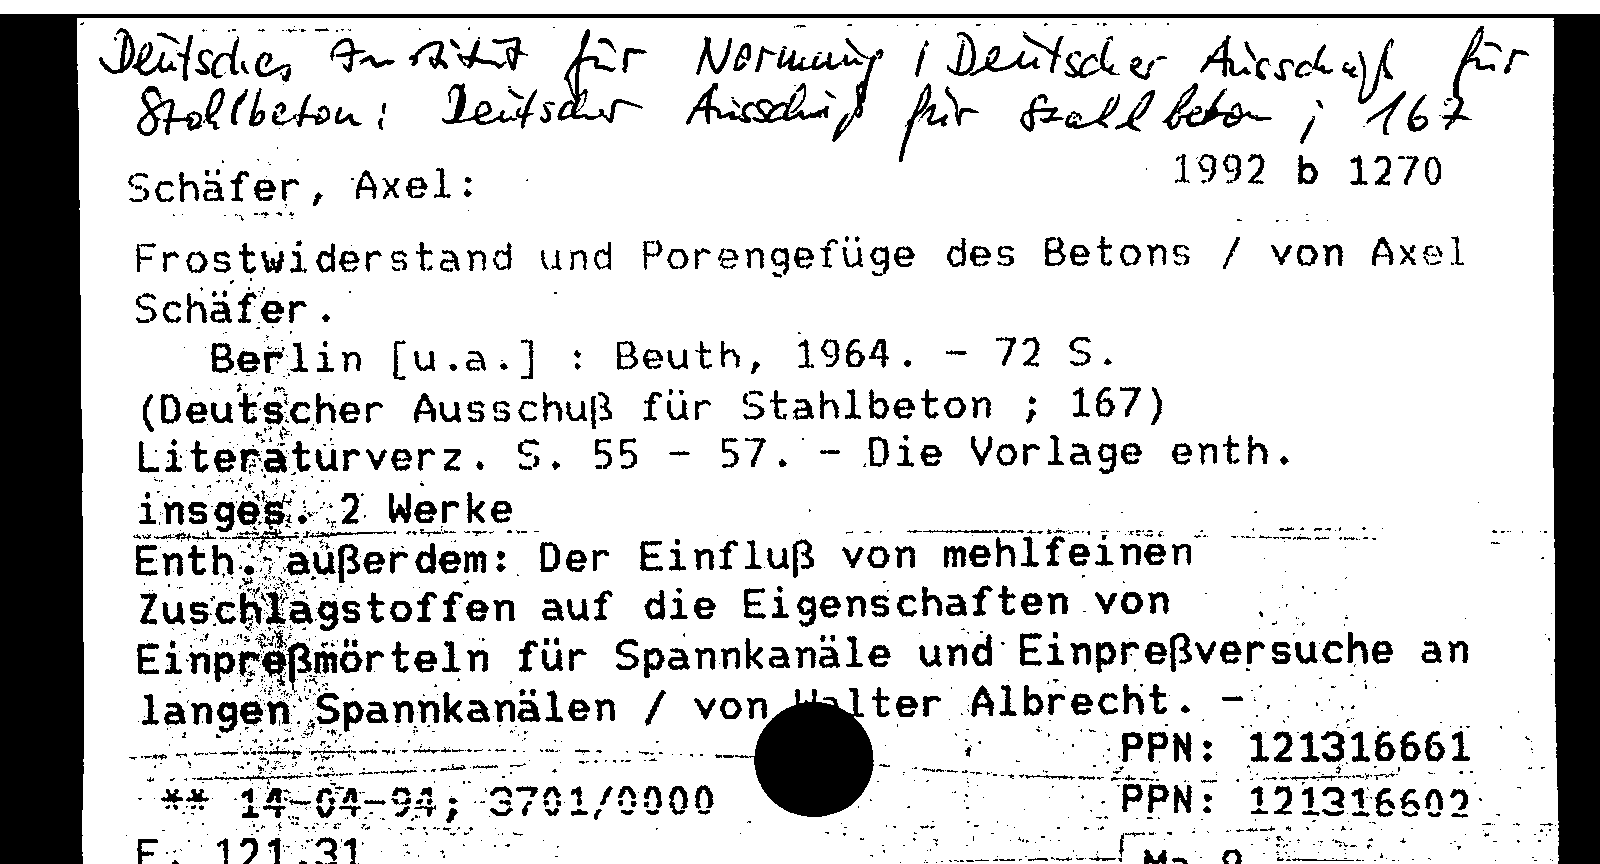 Deutsches Institut für Normung / Deutscher Ausschuß für
Stahlbeton: Deutscher Ausschuß für Stahlbeton ; 167
1992 b 1270
Schäfer, Axel:
Frostwiderstand und Porengefüge des Betons / von Axel
Schäfer.
Berlin [u.a.] : Beuth, 1964. - 72 S.
(Deutscher Ausschuß für Stahlbeton ; 167)
Literaturverz. S. 55 - 57. - Die Vorlage enth.
insges. 2 Werke
Enth. außerdem: Der Einfluß von mehlfeinen
Zuschlagstoffen auf die Eigenschaften von
Einpreßmörteln für Spannkanäle und Einpreßversuche an
langen Spannkanälen / von Walter Albrecht. -
PPN: 121316661
** 14-04-94; 3701/0000 PPN: 121316602